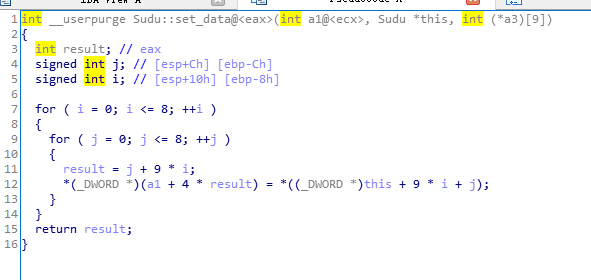 1 int __userpurge Sudu::set_data@<eax>(int a1@<ecx>, Sudu *this, int (*a3)[9])
2 {
3 int result; // eax
4 signed int j; // [esp+Ch] [ebp-Ch]
5 signed int i; // [esp+10h] [ebp-8h]
6
7 for ( i = 0; i <= 8; ++i )
8 {
9 for ( j = 0; j <= 8; ++j )
10 {
11 result = j + 9 * i;
12 *(_DWORD *)(a1 + 4 * result) = *((_DWORD *)this + 9 * i + j);
13 }
14 }
15 return result;
16 }